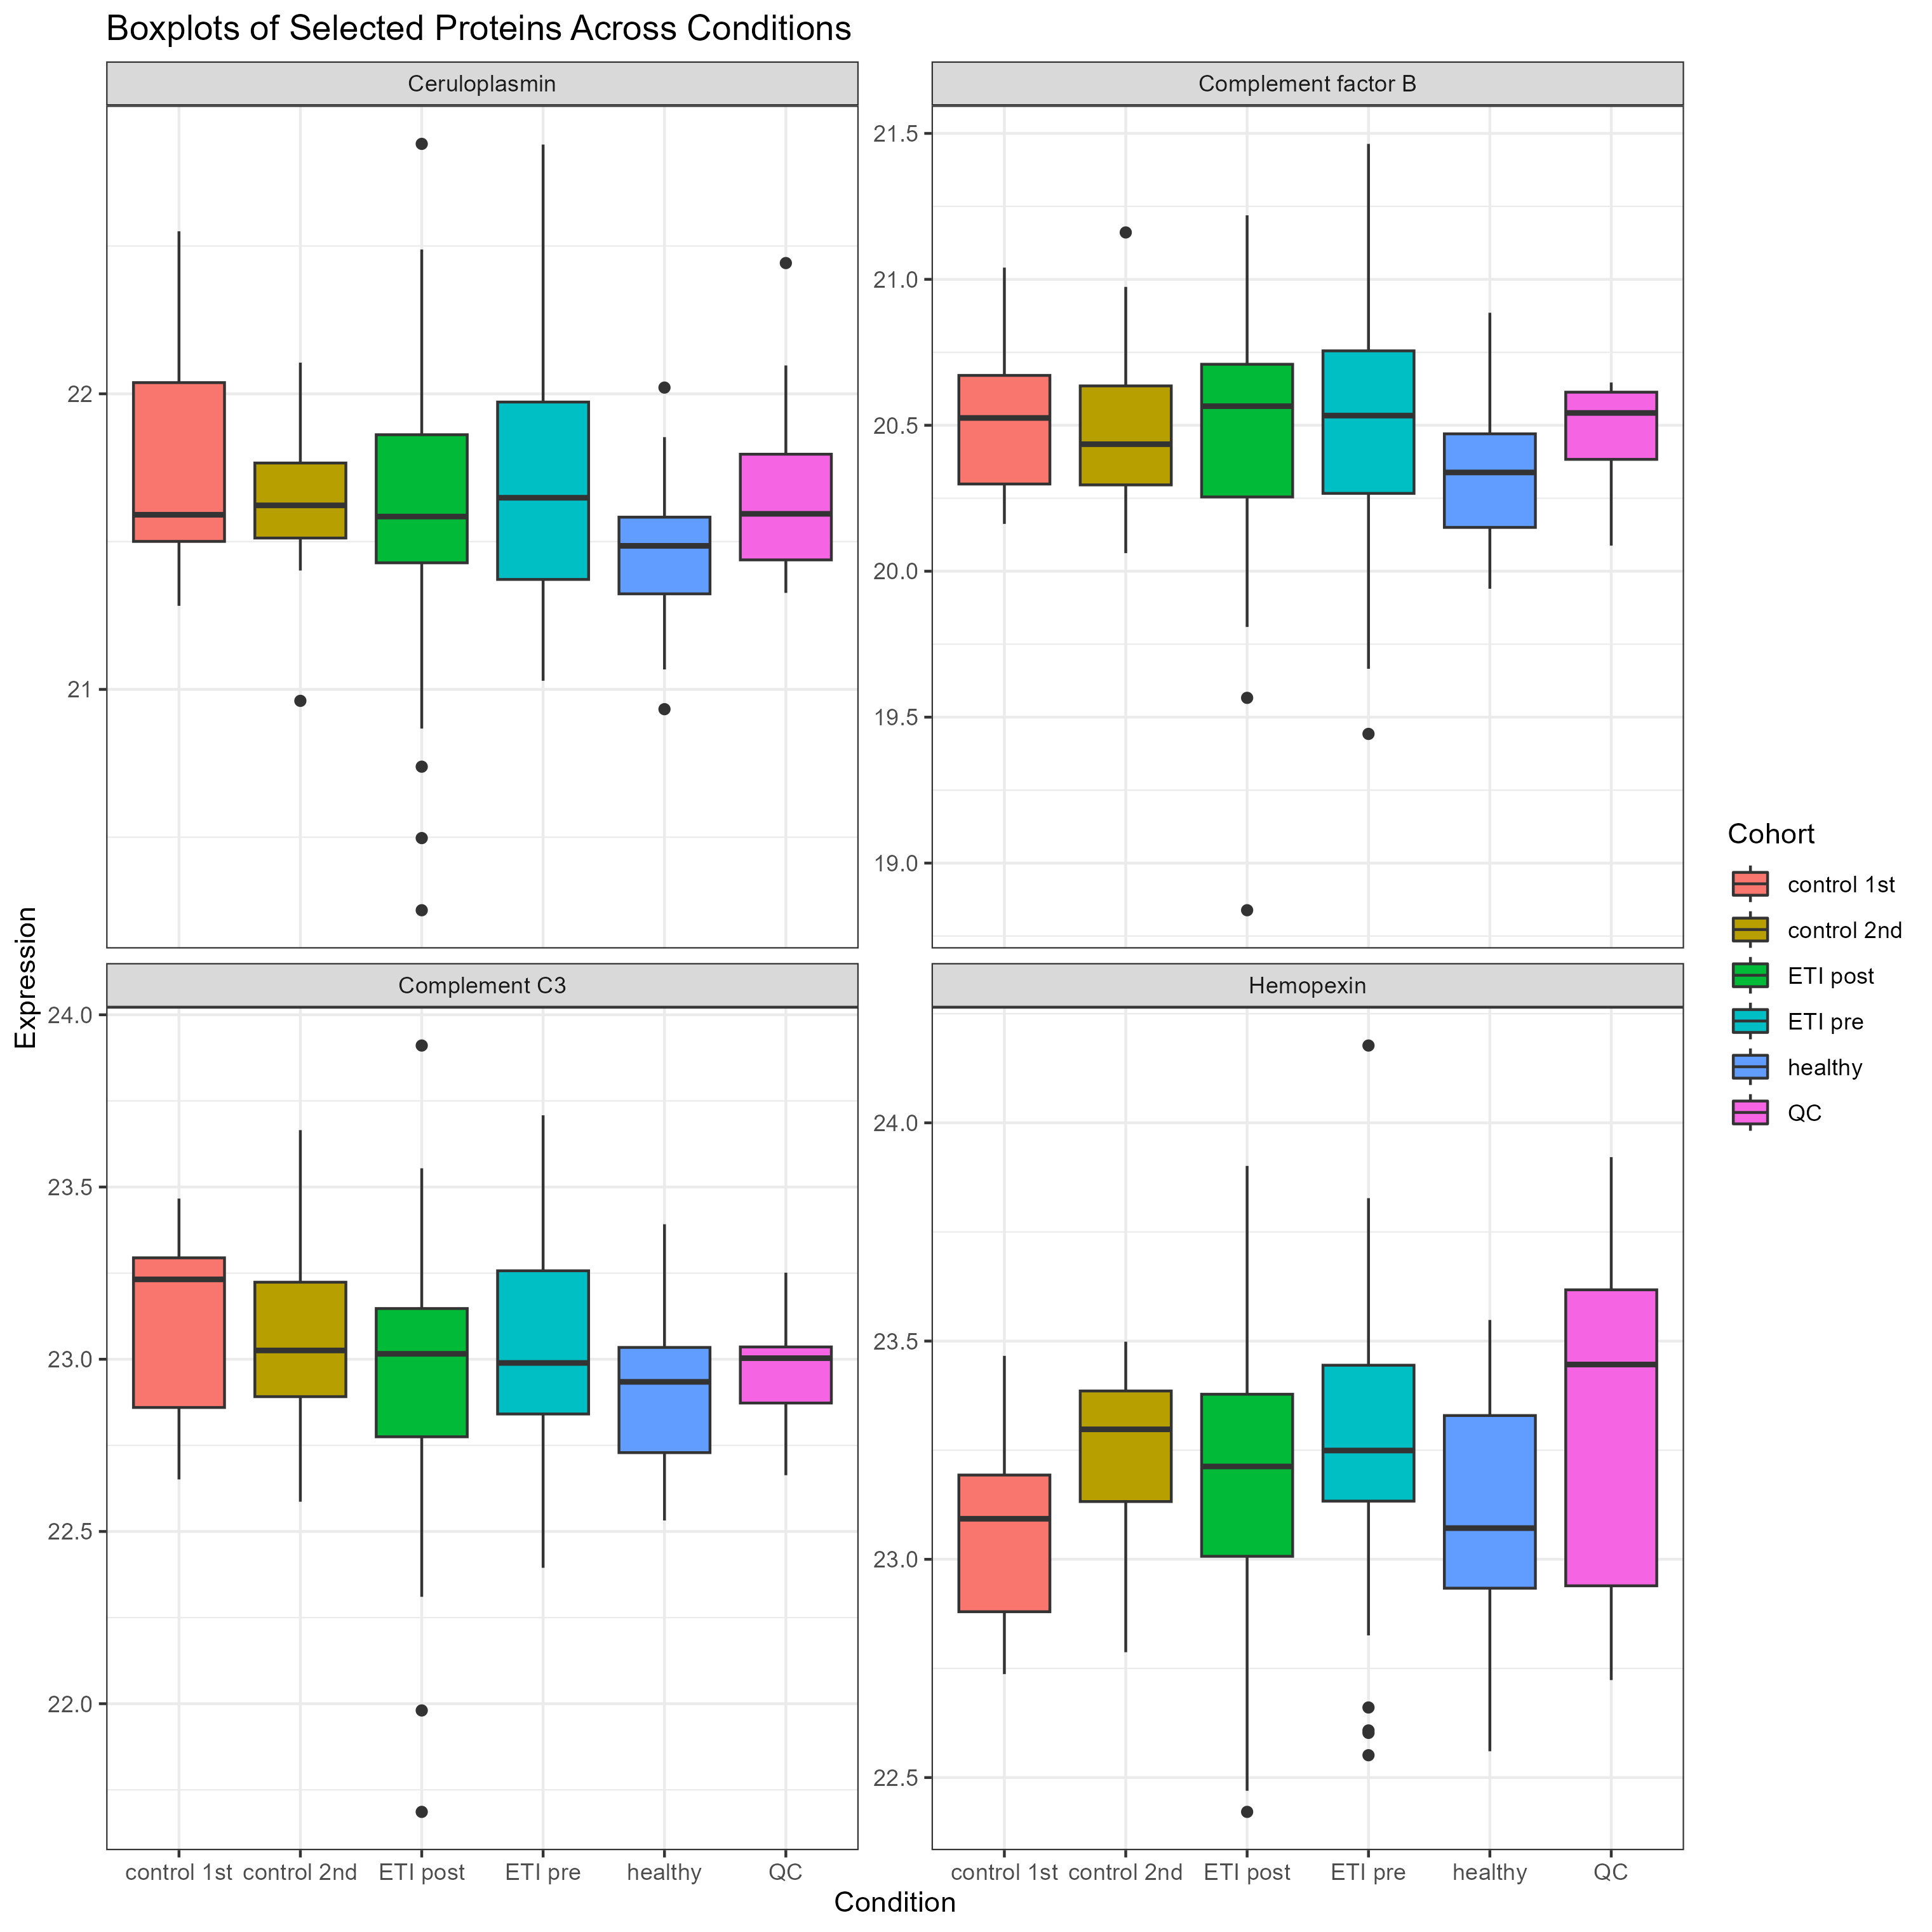 Boxplots of Selected Proteins Across Conditions
Ceruloplasmin
22
21
Complement factor B
21.5
21.0
20.5
20.0
19.5
19.0
Expression
Complement C3
24.0
23.5
23.0
22.5
22.0
control 1st control 2nd ETI post ETI pre healthy QC
Hemopexin
24.0
23.5
23.0
22.5
control 1st control 2nd ETI post ETI pre healthy QC
Condition
Cohort
control 1st
control 2nd
ETI post
ETI pre
healthy
QC